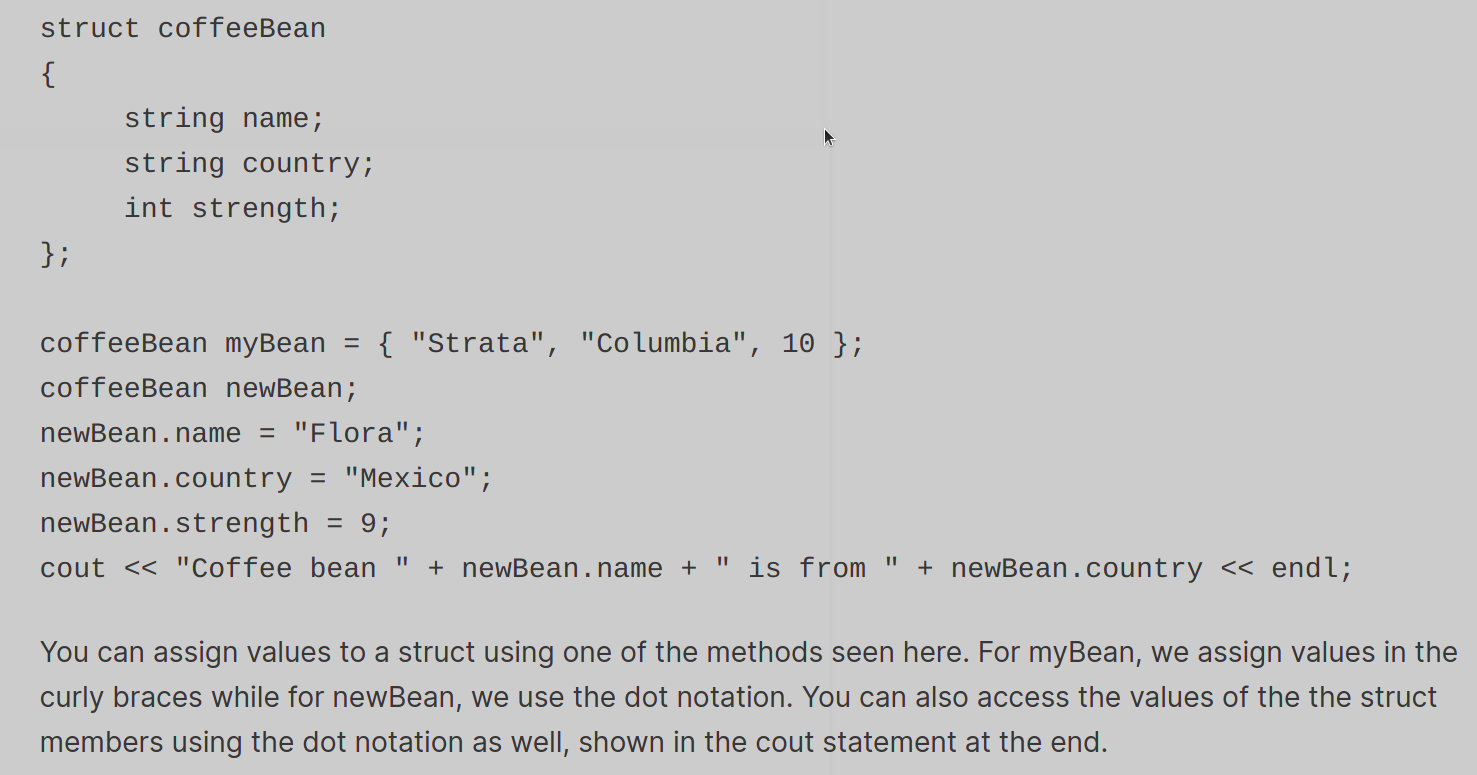 struct coffeeBean
{
     string name;
     string country;
     int strength;
};

coffeeBean myBean = { "Strata", "Columbia", 10 };
coffeeBean newBean;
newBean.name = "Flora";
newBean.country = "Mexico";
newBean.strength = 9;
cout << "Coffee bean " + newBean.name + " is from " + newBean.country << endl;

You can assign values to a struct using one of the methods seen here. For myBean, we assign values in the
curly braces while for newBean, we use the dot notation. You can also access the values of the the struct
members using the dot notation as well, shown in the cout statement at the end.